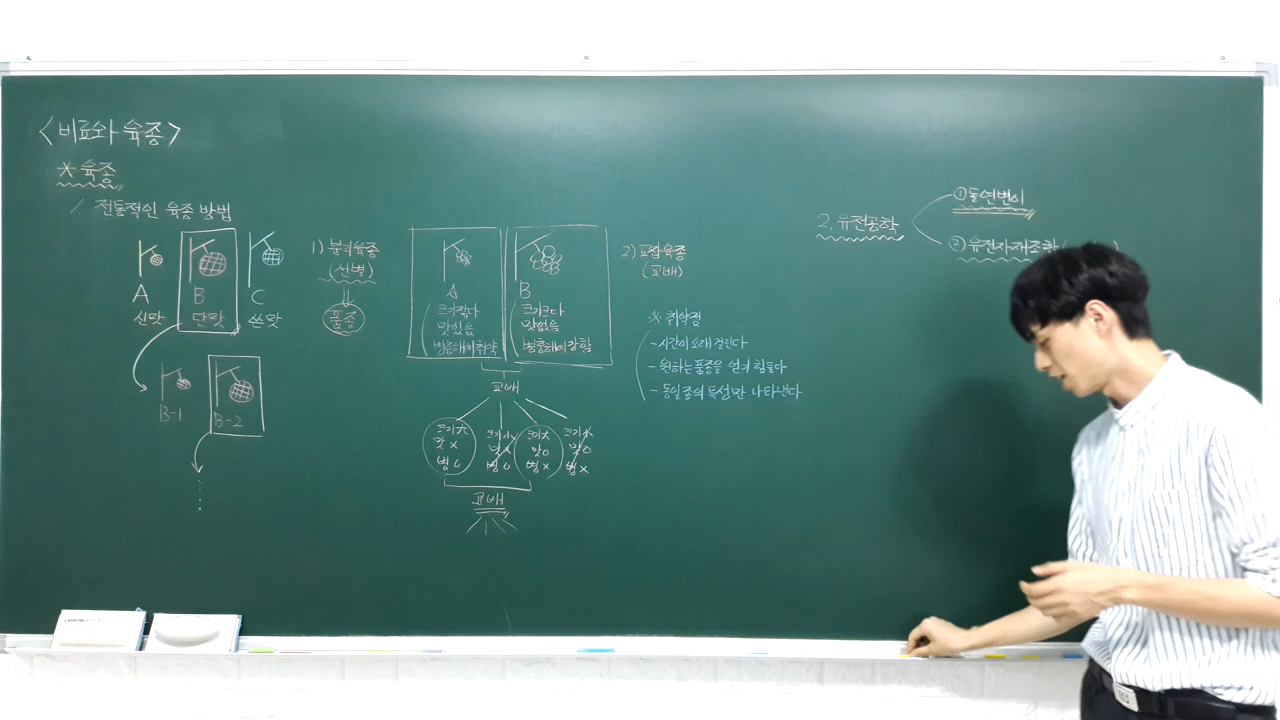 <비료와 육종>
* 육종
1. 전통적인 육종 방법
A
신맛
B
단맛
C
쓴맛
B-1
B-2
1) 분리육종
(선별)
품종
A
크기작다
맛있음
병충해에 취약
B
크기크다
맛없음
병충해에 강함
2) 교잡육종
(교배)
※ 취약점
- 시간이 오래 걸린다
- 원하는 품종을 얻기 힘들다
- 동일종의 특성만 나타낸다
교배
크기大
맛 x
병 o
크기小
맛 x
병 o
크기大
맛o
병 x
크기小
맛o
병 x
교배
2. 유전공학
① 돌연변이
② 유전자재조합(